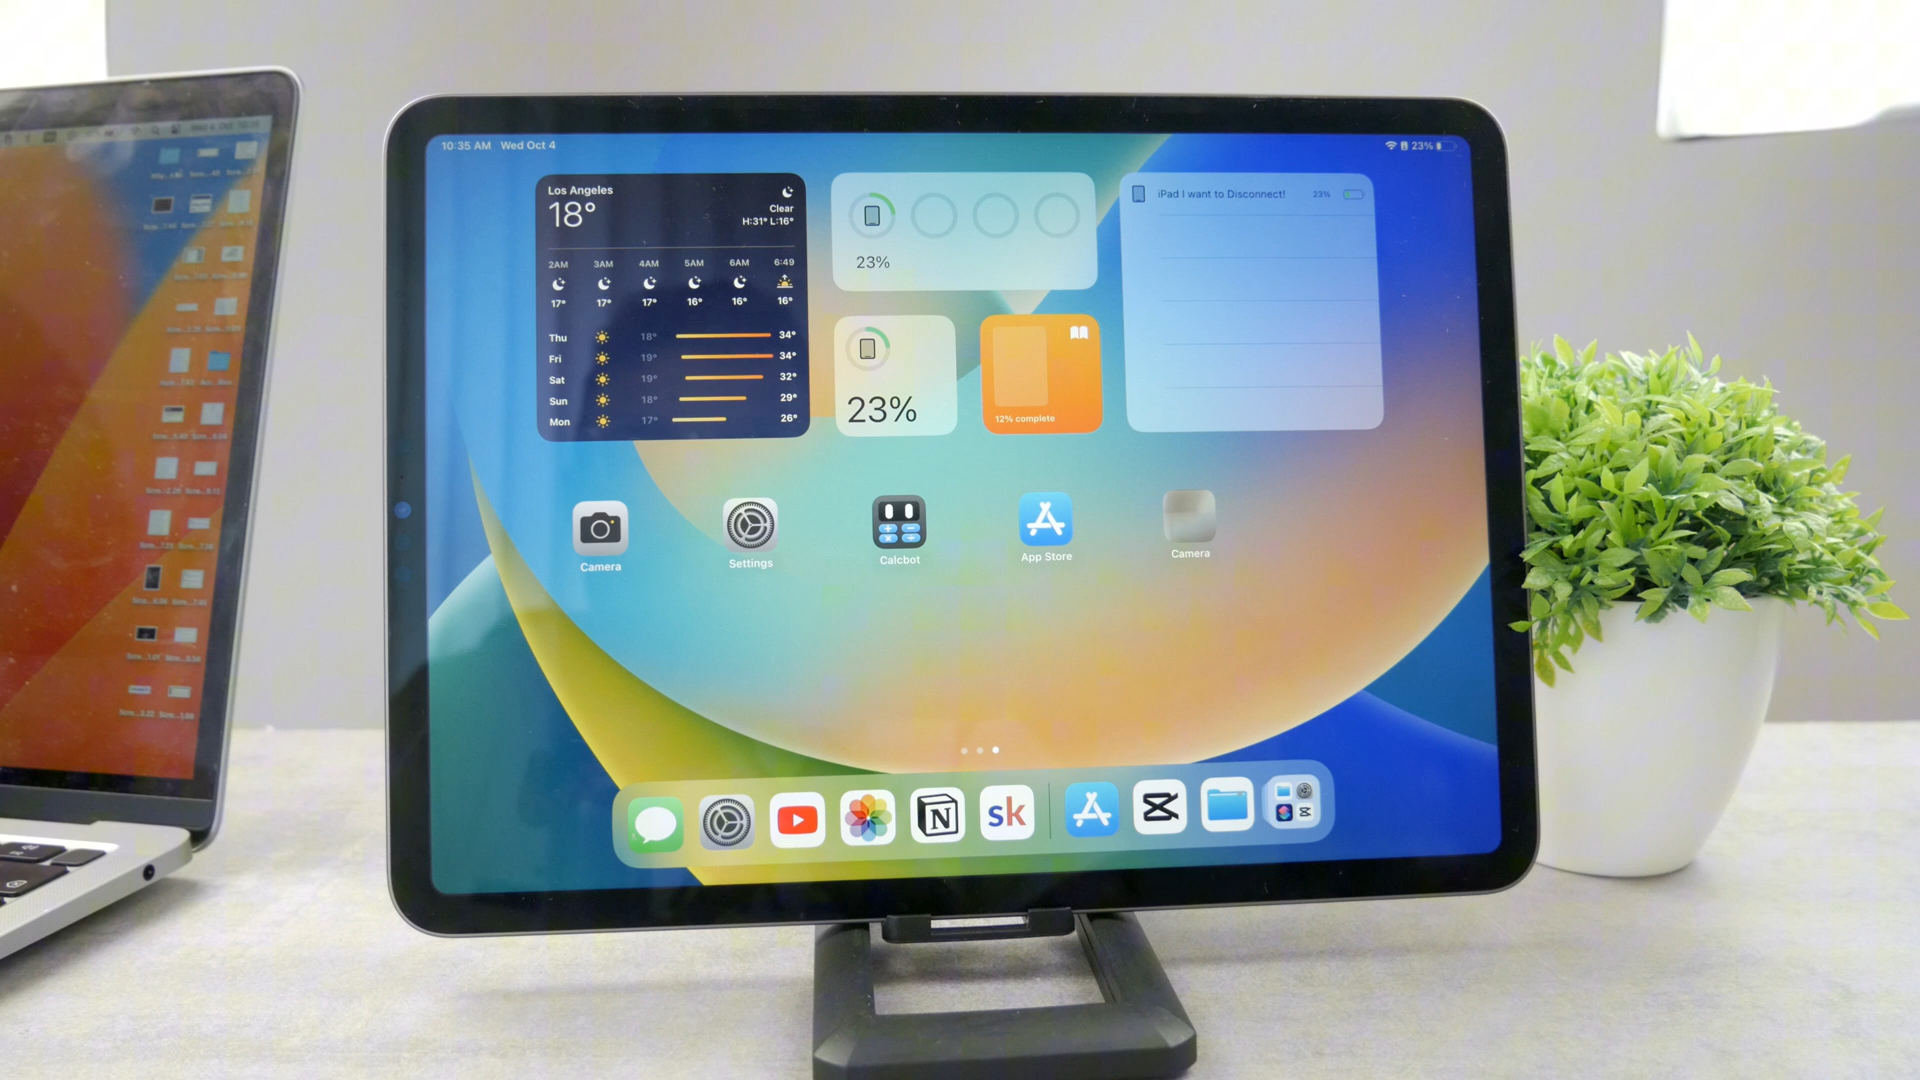 10:35 AM Wed Oct 4
23%
Los Angeles
18°
Clear
H:31° L:16°
2AM 3AM 4AM 5AM 6AM 6:49
17° 17° 17° 16° 16° 16°
Thu 18° 34°
Fri 19° 34°
Sat 19° 32°
Sun 18° 29°
Mon 17° 26°
23%
23%
12% complete
iPad I want to Disconnect! 23%
Camera
Settings
Calcbot
App Store
Camera
N
sk